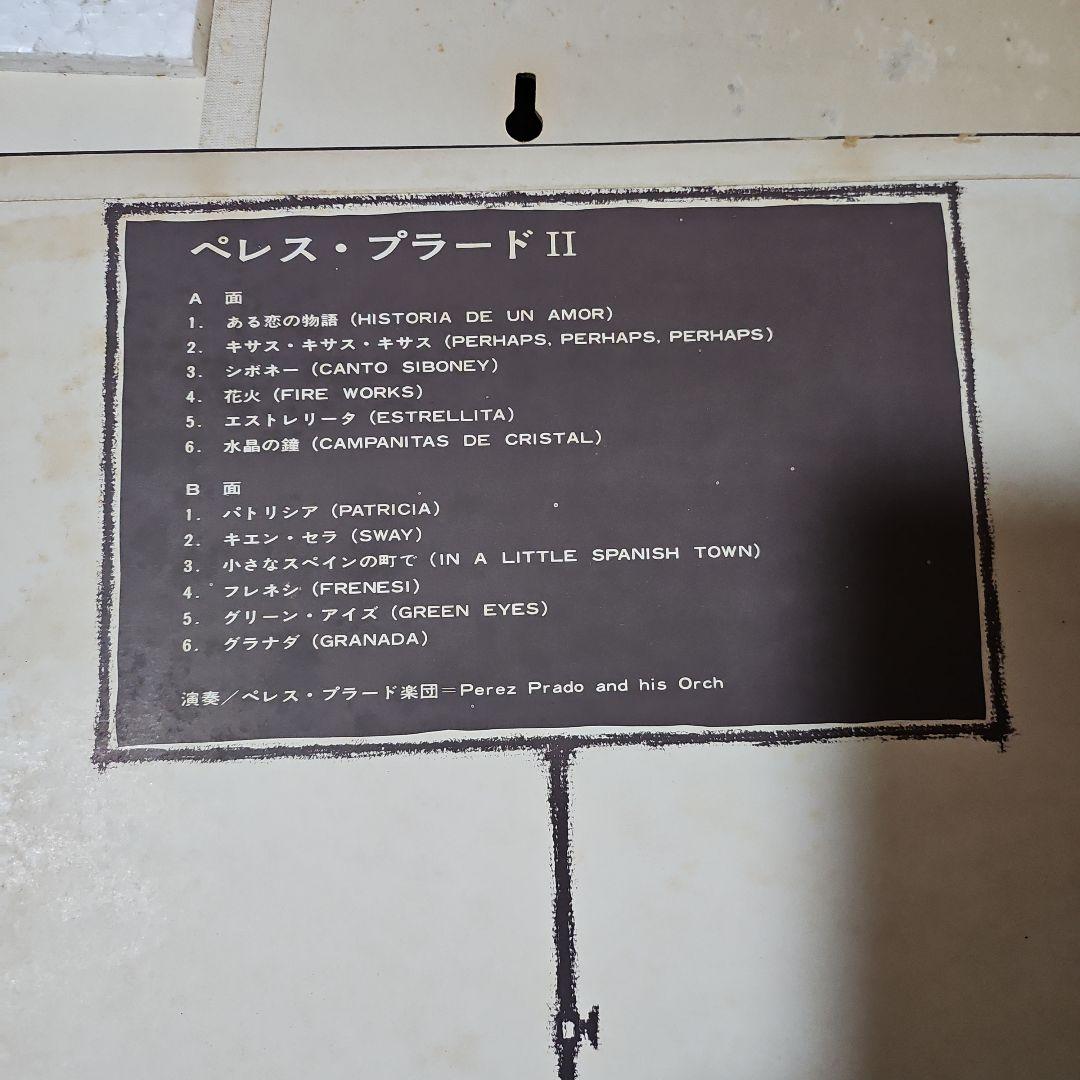 ペレス・プラードII
A 面
1. ある恋の物語 (HISTORIA DE UN AMOR)
2. キサス・キサス・キサス (PERHAPS, PERHAPS, PERHAPS)
3. シボネー (CANTO SIBONEY)
4. 花火 (FIRE WORKS)
5. エストレリータ (ESTRELLITA)
6. 水晶の鐘 (CAMPANITAS DE CRISTAL)
B 面
1. パトリシア (PATRICIA)
2. キエン・セラ (SWAY)
3. 小さなスペインの町で (IN A LITTLE SPANISH TOWN)
4. フレネシ (FRENESI)
5. グリーン・アイズ (GREEN EYES)
6. グラナダ (GRANADA)
演奏/ペレス・プラード楽団=Perez Prado and his Orch